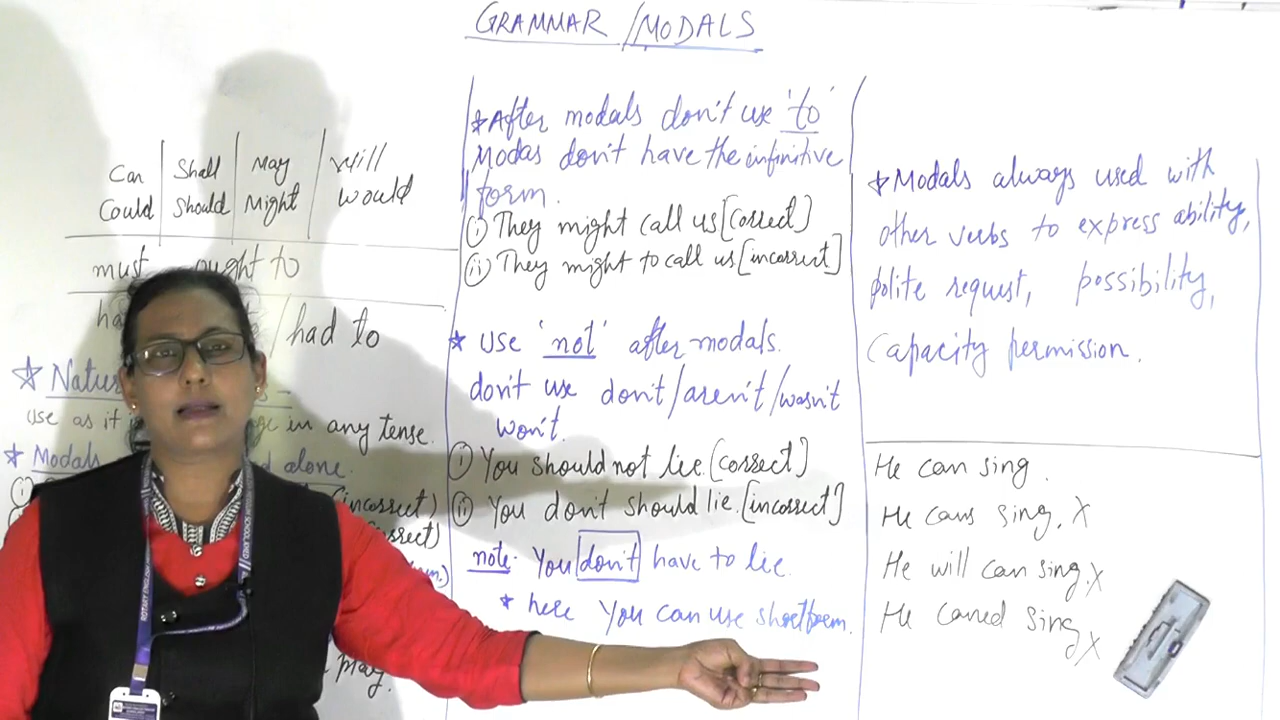 GRAMMAR / MODALS
Can | Shall | May | Will
Could | Should | Might | Would
must ought to
/ had to
★ Natur
use as it in any tense.
★ Modals alone.
(i) (incorrect)
★After modals don't use 'to'
Modas don't have the infinitive
form.
(i) They might call us [correct]
(ii) They might to call us [incorrect]
★ Use 'not' after modals.
don't use don't/aren't/wasn't
won't.
(i) You should not lie. [correct]
(ii) You don't should lie. [incorrect]
note- You don't have to lie.
* here You can use shortform.
play.
★Modals always used with
other verbs to express ability,
polite request, possibility,
Capacity permission.
He can sing.
He cans sing. X
He will can sing. X
He caned sing X
ROTARY ENGLISH